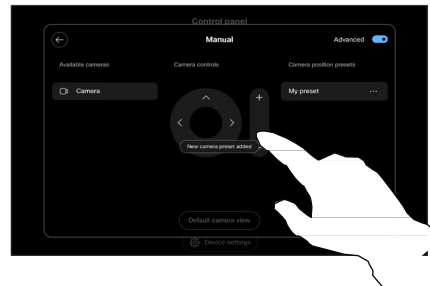 Control panel
Manual
Advanced
Available cameras
Camera controls
Camera position presets
Camera
My preset
New camera preset added
Default camera view
Device settings